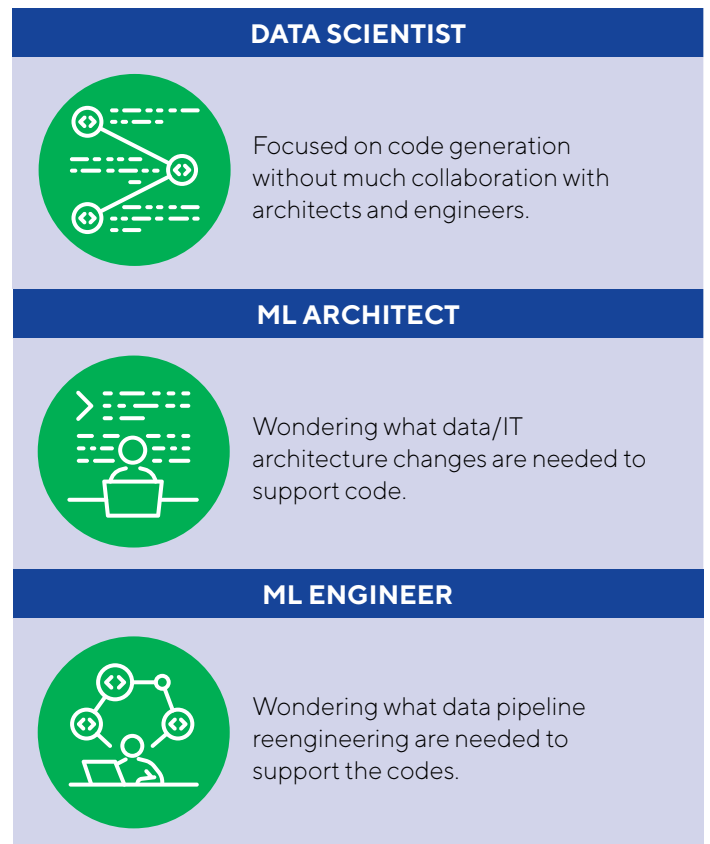 DATA SCIENTIST
Focused on code generation
without much collaboration with
architects and engineers.
ML ARCHITECT
Wondering what data/IT
architecture changes are needed to
support code.
ML ENGINEER
Wondering what data pipeline
reengineering are needed to
support the codes.